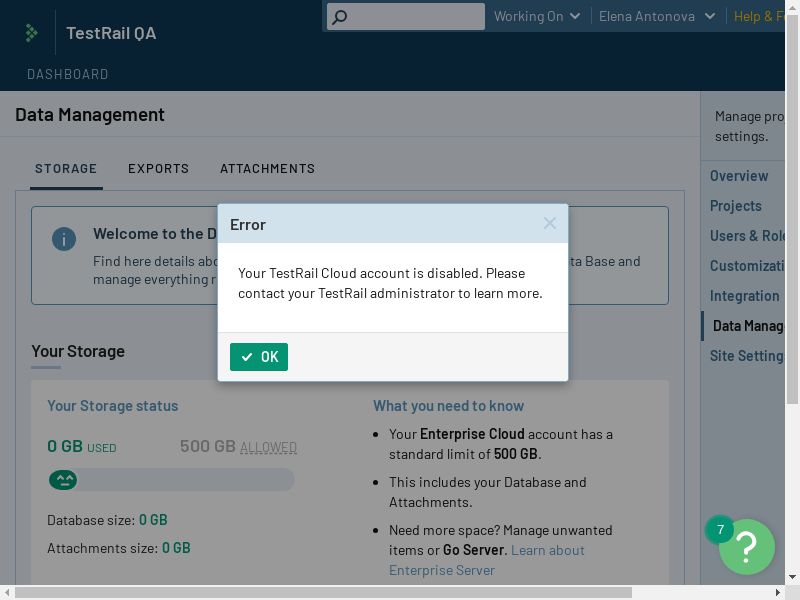 TestRail QA
Working On
Elena Antonova
Help & F
DASHBOARD
Data Management
STORAGE
EXPORTS
ATTACHMENTS
Welcome to the D
Find here details abo
ta Base and
manage everything r
Error
Your TestRail Cloud account is disabled. Please
contact your TestRail administrator to learn more.
OK
Your Storage
Your Storage status
0 GB USED
500 GB ALLOWED
Database size: 0 GB
Attachments size: 0 GB
What you need to know
Your Enterprise Cloud account has a
standard limit of 500 GB.
This includes your Database and
Attachments.
Need more space? Manage unwanted
items or Go Server. Learn about
Enterprise Server
Manage pro
settings.
Overview
Projects
Users & Role
Customizati
Integration
Data Manag
Site Setting
7
?